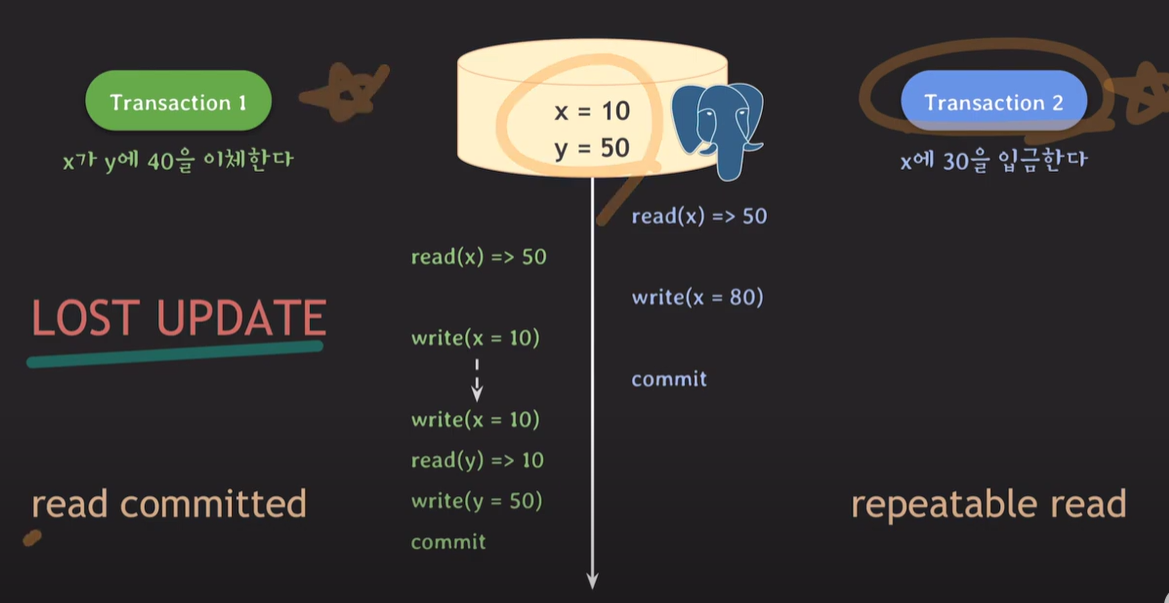 Transaction 1
x가 y에 40을 이체한다
x = 10
y = 50
Transaction 2
x에 30을 입금한다
read(x) => 50
read(x) => 50
write(x = 80)
LOST UPDATE
write(x = 10)
commit
write(x = 10)
read(y) => 10
write(y = 50)
commit
read committed
repeatable read